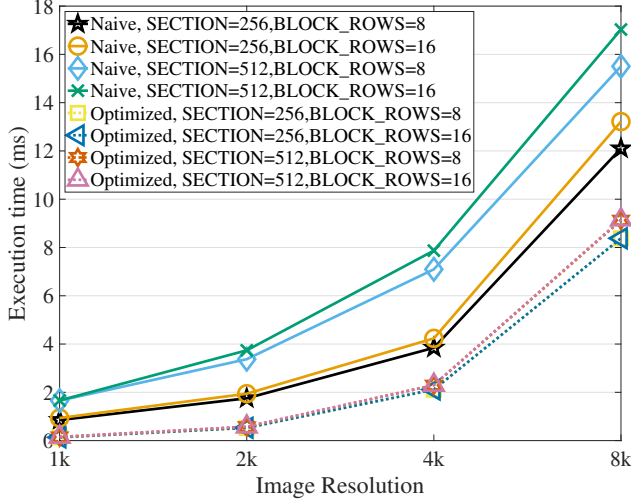 18
16
14
12
10
8
6
4
2
0
Execution time (ms)
Naive, SECTION=256,BLOCK_ROWS=8
Naive, SECTION=256,BLOCK_ROWS=16
Naive, SECTION=512,BLOCK_ROWS=8
Naive, SECTION=512,BLOCK_ROWS=16
Optimized, SECTION=256,BLOCK_ROWS=8
Optimized, SECTION=256,BLOCK_ROWS=16
Optimized, SECTION=512,BLOCK_ROWS=8
Optimized, SECTION=512,BLOCK_ROWS=16
1k 2k 4k 8k
Image Resolution